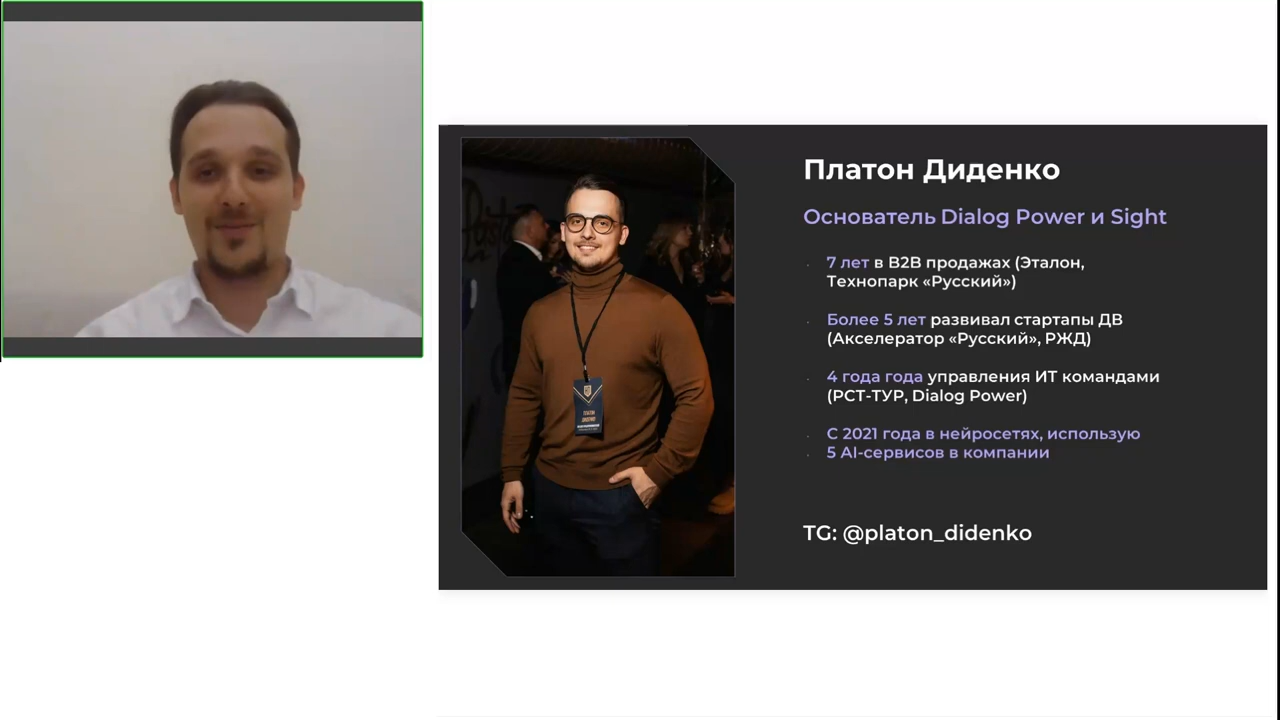 Платон Диденко
Основатель Dialog Power и Sight
7 лет в B2B продажах (Эталон,
Технопарк «Русский»)
Более 5 лет развивал стартапы ДВ
(Акселератор «Русский», РЖД)
4 года года управления ИТ командами
(РСТ-ТУР, Dialog Power)
С 2021 года в нейросетях, использую
5 AI-сервисов в компании
TG: @platon_didenko
ПЛАТОН
ДИДЕНКО